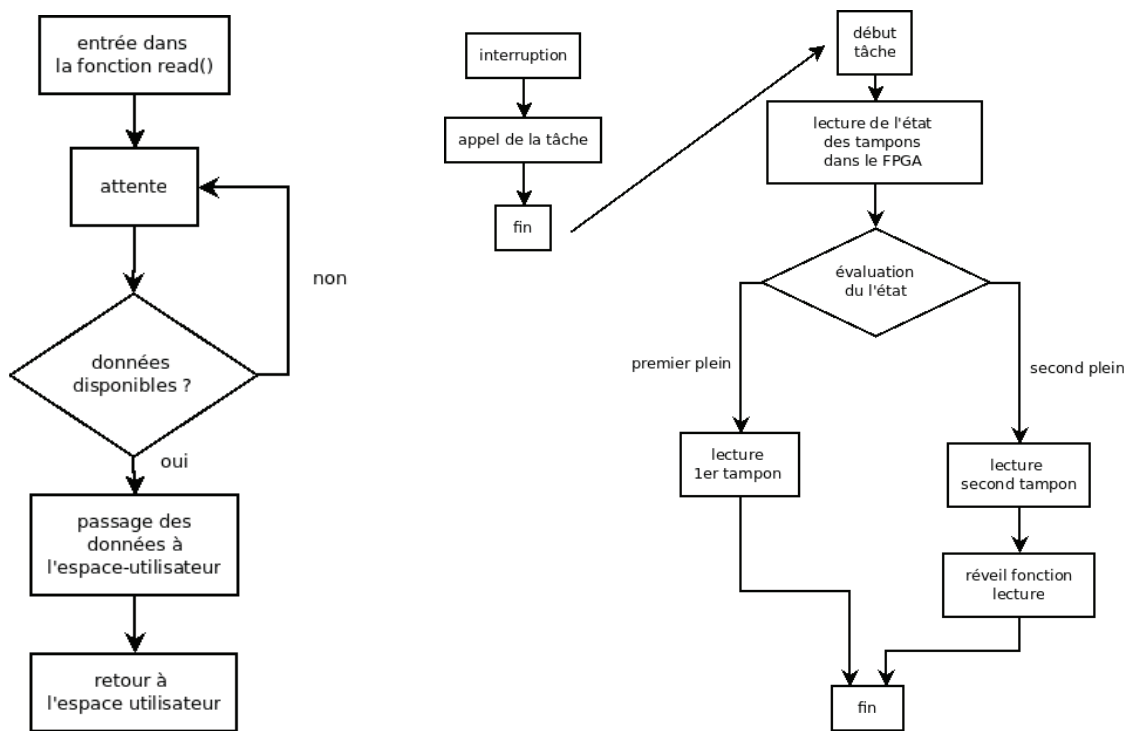 entrée dans
la fonction read()
attente
non
données
disponibles ?
oui
passage des
données à
l'espace-utilisateur
retour à
l'espace utilisateur
interruption
appel de la tâche
fin
début
tâche
lecture de l'état
des tampons
dans le FPGA
évaluation
du l'état
premier plein
second plein
lecture
1er tampon
lecture
second tampon
réveil fonction
lecture
fin